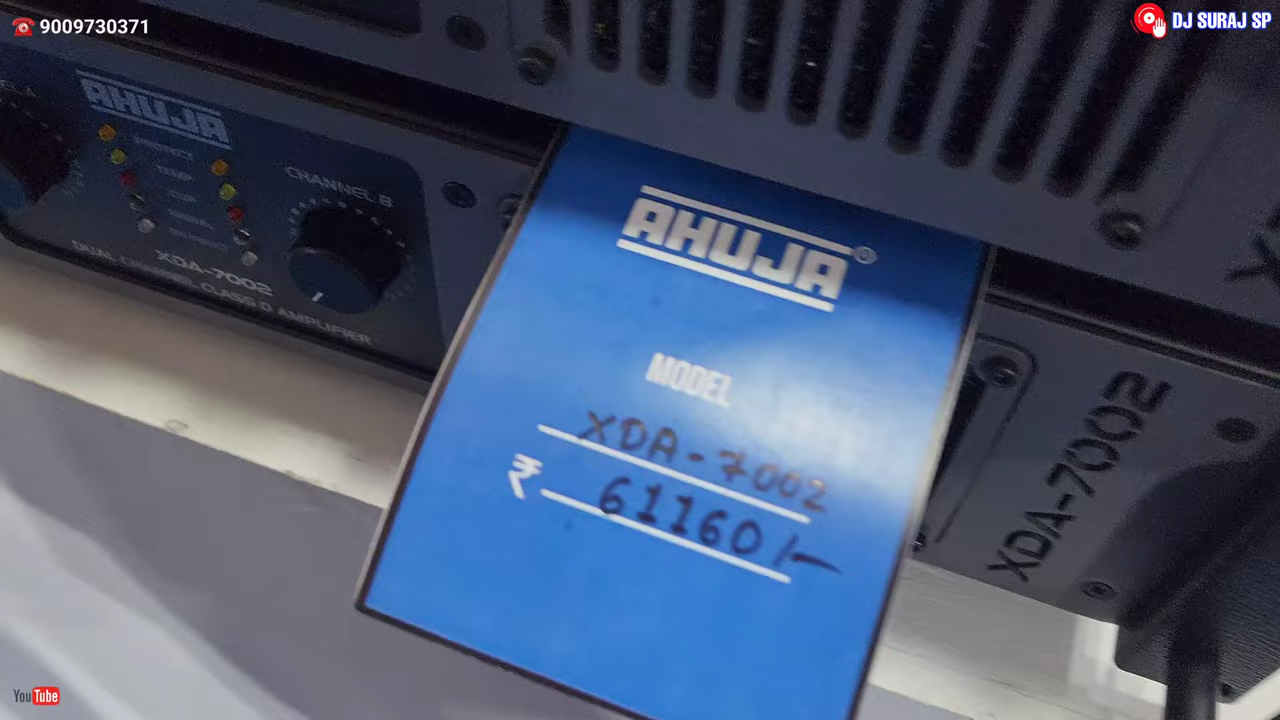 ☎ 9009730371
DJ SURAJ SP
AHUJA
CHANNEL B
XDA-7002
DUAL CHANNEL CLASS D AMPLIFIER
AHUJA®
MODEL
XDA-7002
₹ 61160/-
XDA-7002
YouTube